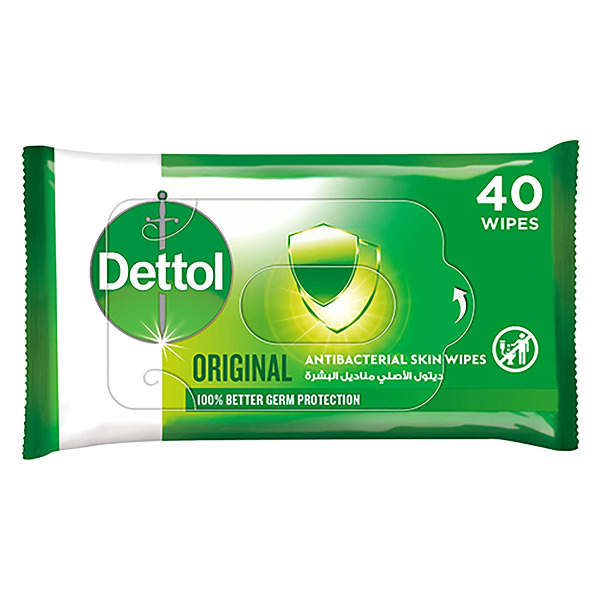 40
WIPES
Dettol
ORIGINAL
ANTIBACTERIAL SKIN WIPES
ديتول الأصلي مناديل البشرة
100% BETTER GERM PROTECTION